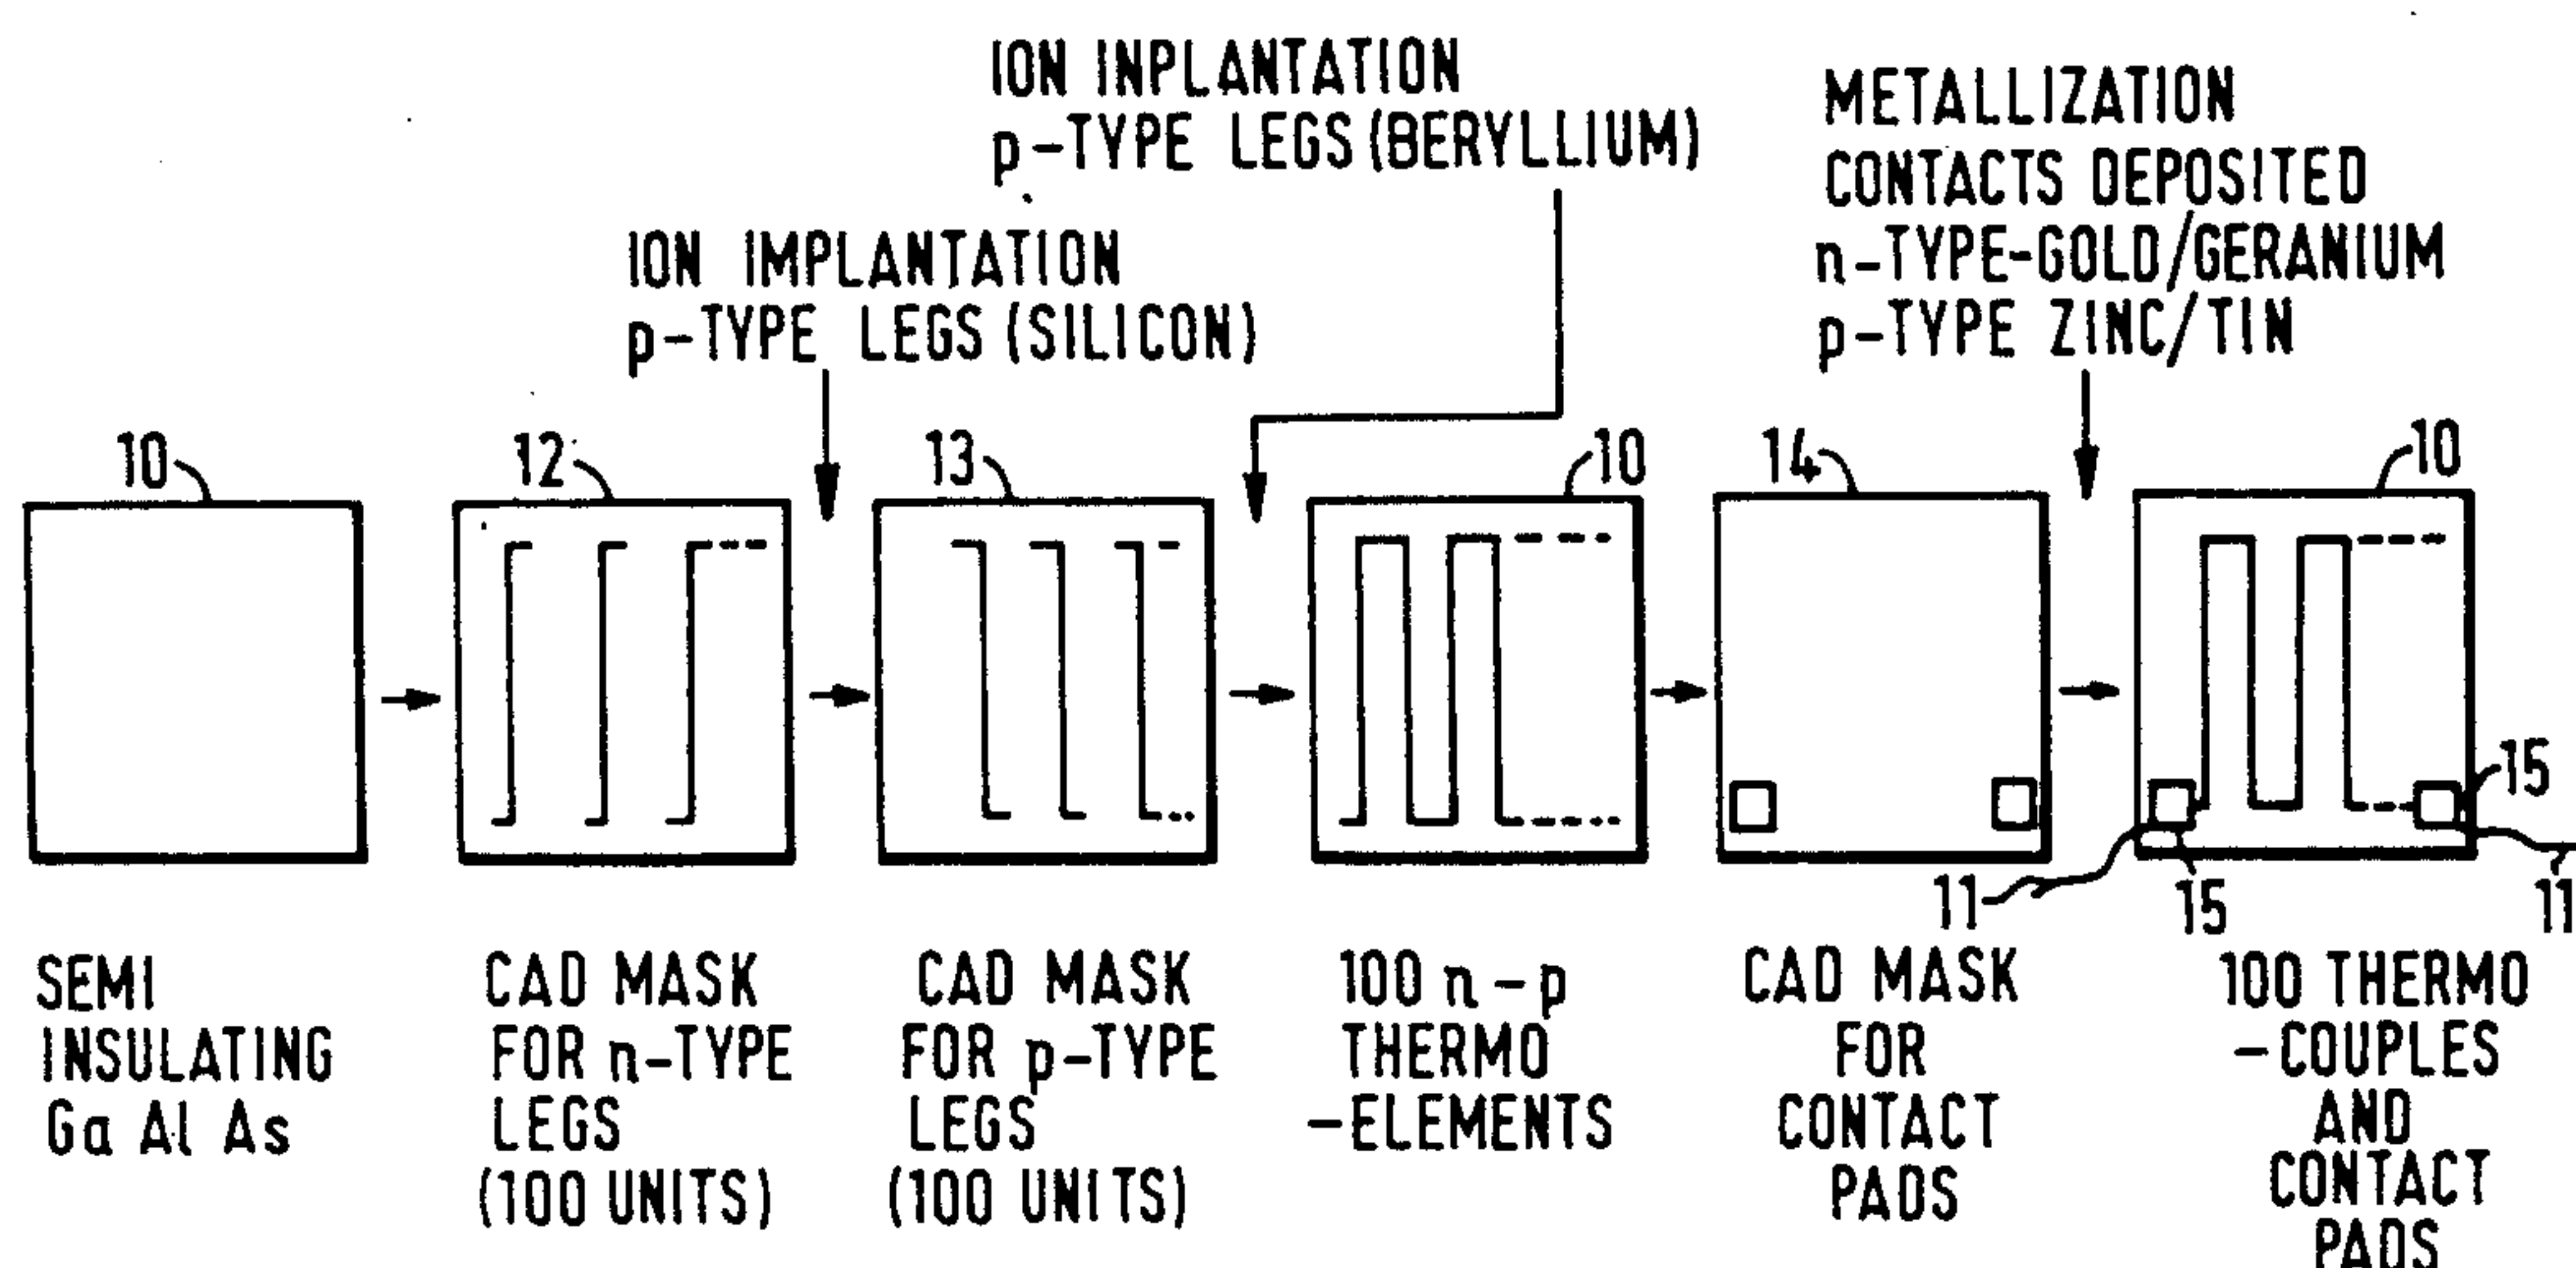 ION INPLANTATION
p-TYPE LEGS (BERYLLIUM)
METALLIZATION
CONTACTS DEPOSITED
n-TYPE-GOLD/GERANIUM
p-TYPE ZINC/TIN
ION IMPLANTATION
p-TYPE LEGS (SILICON)
10
12
13
10
14
10
15
11
15
11
SEMI
INSULATING
Ga Al As
CAD MASK
FOR n-TYPE
LEGS
(100 UNITS)
CAD MASK
FOR p-TYPE
LEGS
(100 UNITS)
100 n-p
THERMO
-ELEMENTS
CAD MASK
FOR
CONTACT
PADS
100 THERMO
-COUPLES
AND
CONTACT
PADS